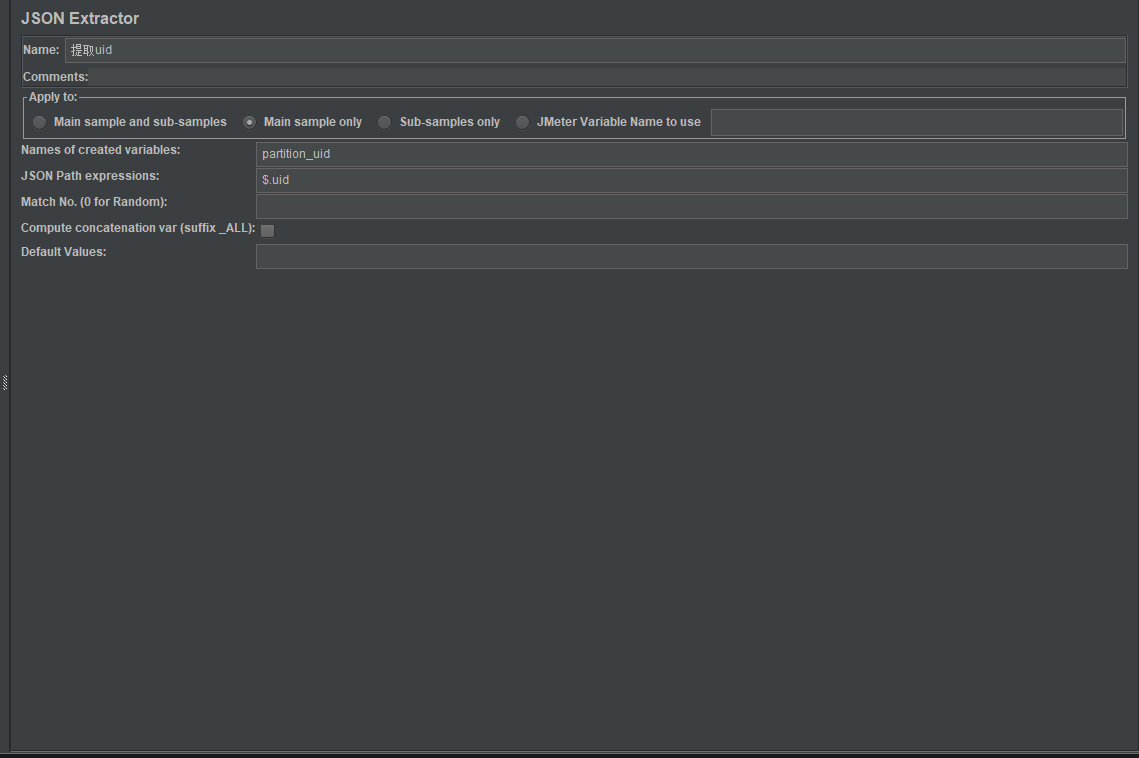 JSON Extractor
Name: 提取uid
Comments:
Apply to:
Main sample and sub-samples Main sample only Sub-samples only JMeter Variable Name to use
Names of created variables: partition_uid
JSON Path expressions: $.uid
Match No. (0 for Random):
Compute concatenation var (suffix _ALL):
Default Values: